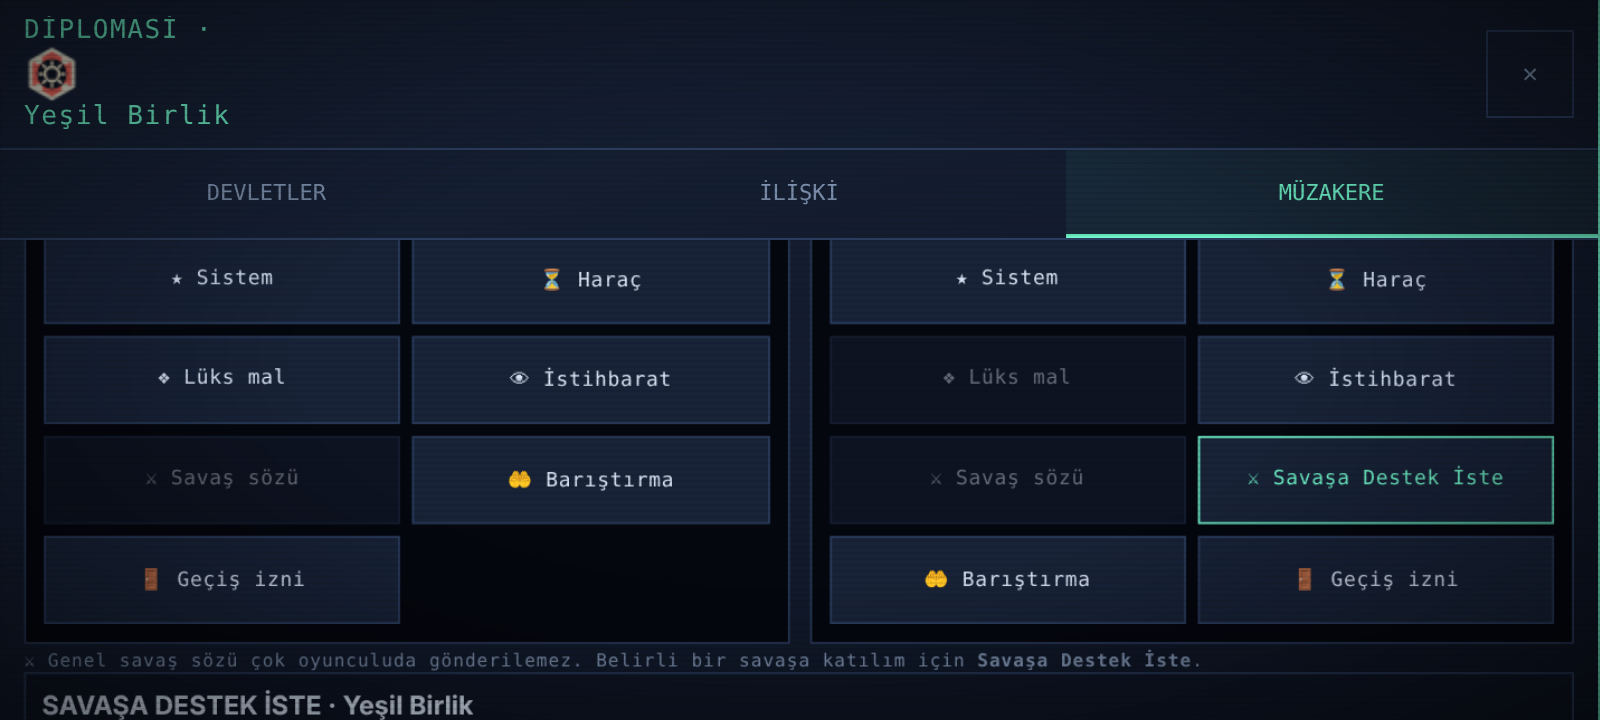 DİPLOMASİ ·
Yeşil Birlik
×
DEVLETLER İLİŞKİ MÜZAKERE
★ Sistem ⏳ Haraç ★ Sistem ⏳ Haraç
❖ Lüks mal 👁 İstihbarat ❖ Lüks mal 👁 İstihbarat
⚔ Savaş sözü 🤲 Barıştırma ⚔ Savaş sözü ⚔ Savaşa Destek İste
🚪 Geçiş izni 🤲 Barıştırma 🚪 Geçiş izni
⚔ Genel savaş sözü çok oyunculuda gönderilemez. Belirli bir savaşa katılım için Savaşa Destek İste.
SAVAŞA DESTEK İSTE · Yeşil Birlik